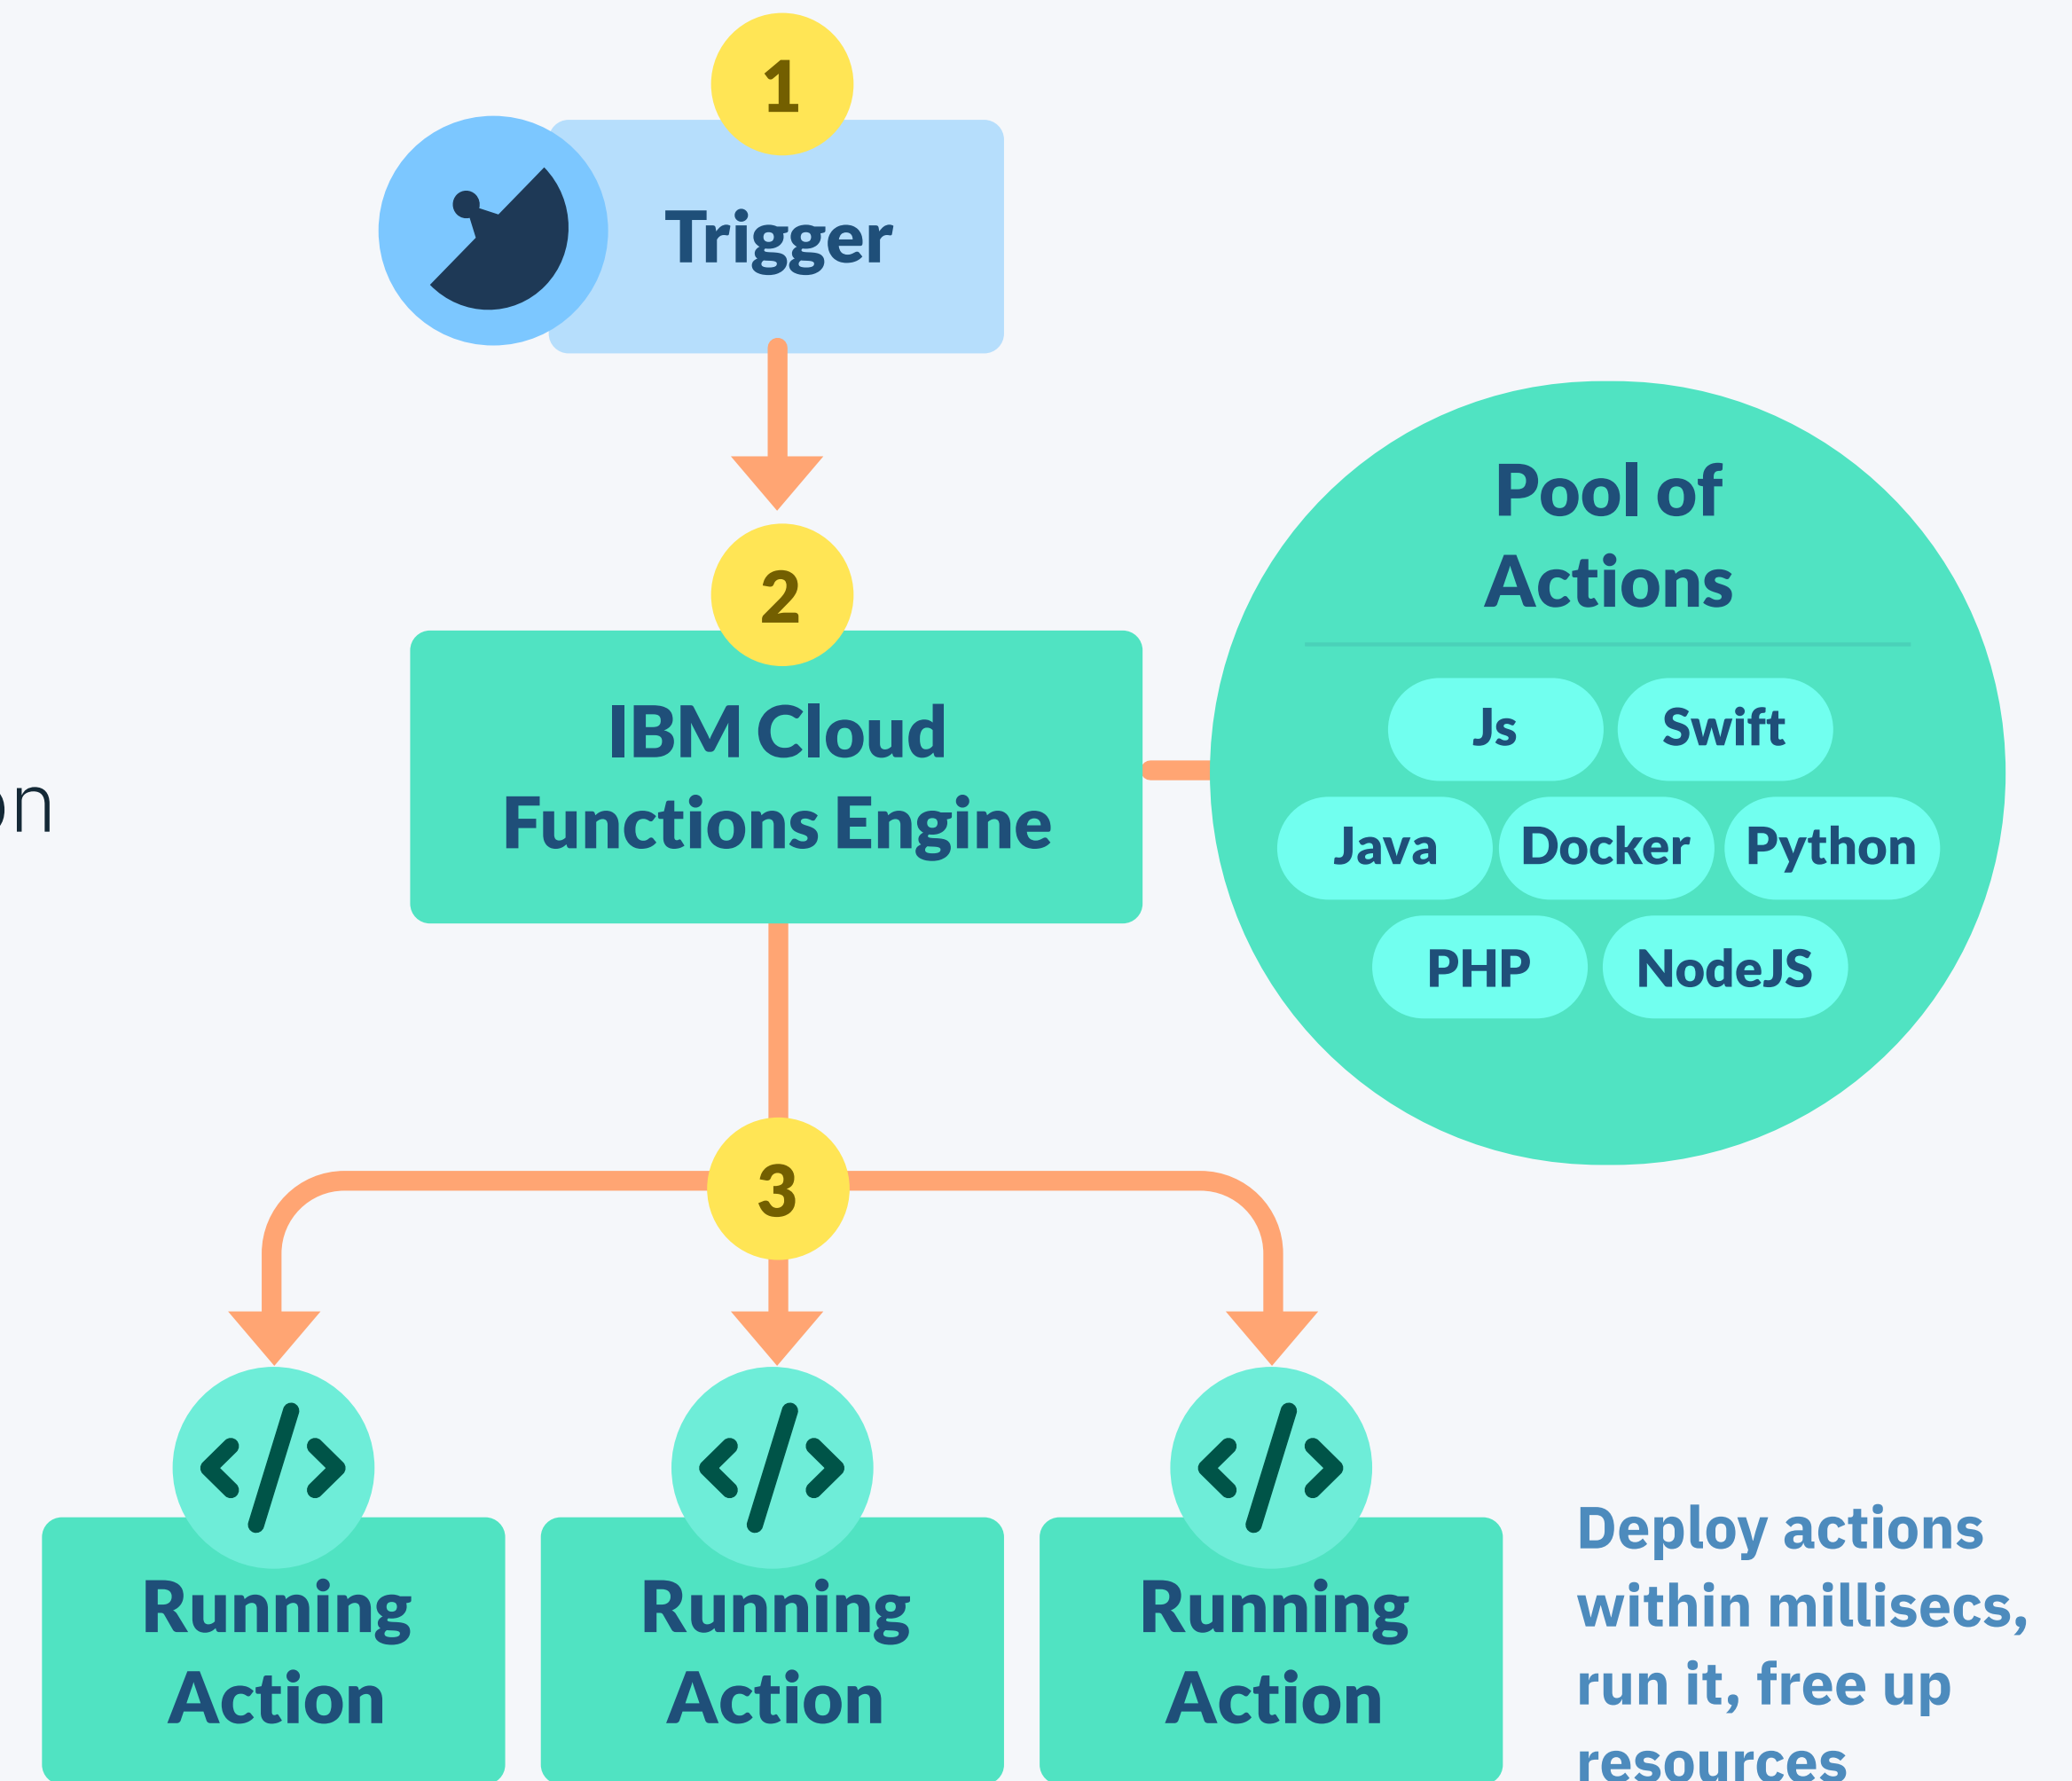 1
Trigger
2
IBM Cloud
Functions Engine
Pool of
Actions
Js
Swift
Java
Docker
Python
PHP
NodeJS
3
Running
Action
Running
Action
Running
Action
Deploy actions
within millisecs,
run it, free up
resources